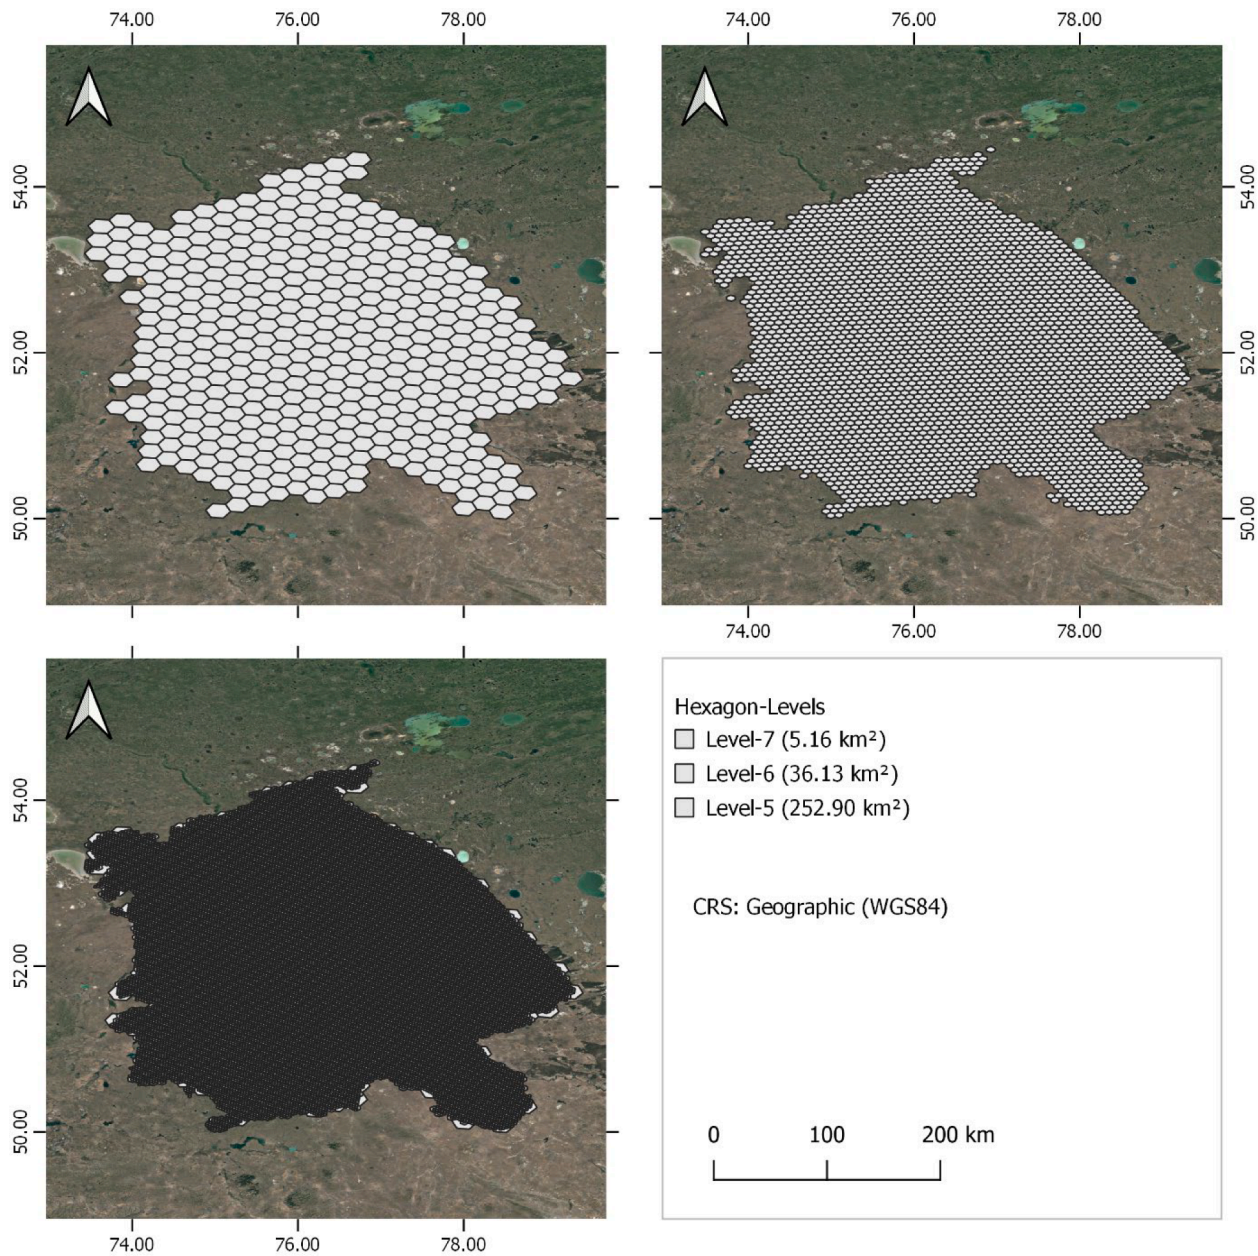 74.00 76.00 78.00 74.00 76.00 78.00
54.00 54.00
52.00 52.00
50.00 50.00
74.00 76.00 78.00
54.00
52.00
50.00
74.00 76.00 78.00
Hexagon-Levels
Level-7 (5.16 km²)
Level-6 (36.13 km²)
Level-5 (252.90 km²)
CRS: Geographic (WGS84)
0 100 200 km